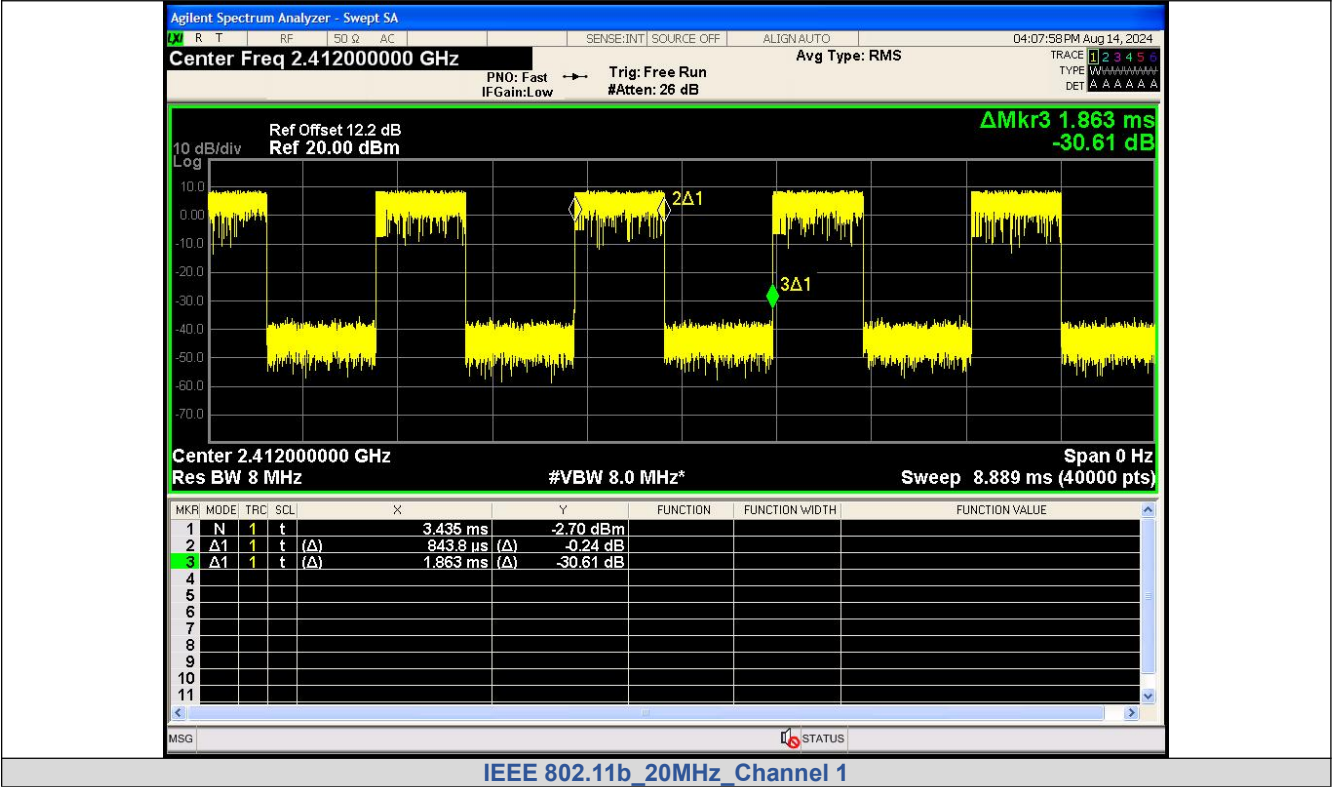 Agilent Spectrum Analyzer - Swept SA
LXI R T RF 50 Ω AC SENSE:INT SOURCE OFF ALIGN AUTO 04:07:58 PM Aug 14, 2024
Center Freq 2.412000000 GHz Avg Type: RMS TRACE 1 2 3 4 5 6
PNO: Fast Trig: Free Run TYPE WWWWWW
IFGain:Low #Atten: 26 dB DET A A A A A A
ΔMkr3 1.863 ms
-30.61 dB
Ref Offset 12.2 dB
10 dB/div Ref 20.00 dBm
Log
10.0
0.00
-10.0
-20.0
-30.0
-40.0
-50.0
-60.0
-70.0
2Δ1
3Δ1
Center 2.412000000 GHz Span 0 Hz
Res BW 8 MHz #VBW 8.0 MHz* Sweep 8.889 ms (40000 pts)
MKR MODE TRC SCL X Y FUNCTION FUNCTION WIDTH FUNCTION VALUE
1 N 1 t 3.435 ms -2.70 dBm
2 Δ1 1 t (Δ) 843.8 µs (Δ) -0.24 dB
3 Δ1 1 t (Δ) 1.863 ms (Δ) -30.61 dB
4
5
6
7
8
9
10
11
MSG STATUS
IEEE 802.11b_20MHz_Channel 1